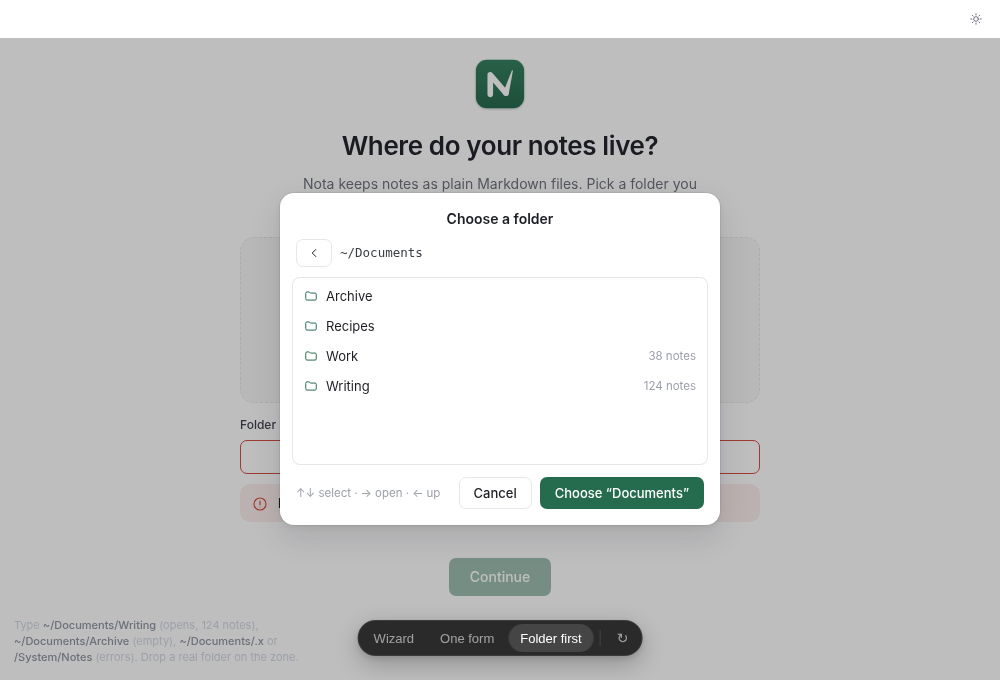 Where do your notes live?
Nota keeps notes as plain Markdown files. Pick a folder you
Choose a folder
~/Documents
Archive
Recipes
Work 38 notes
Writing 124 notes
Folder
↑↓ select · → open · ← up
Cancel
Choose “Documents”
Continue
Type ~/Documents/Writing (opens, 124 notes),
~/Documents/Archive (empty), ~/Documents/.x or
/System/Notes (errors). Drop a real folder on the zone.
Wizard One form Folder first ↻